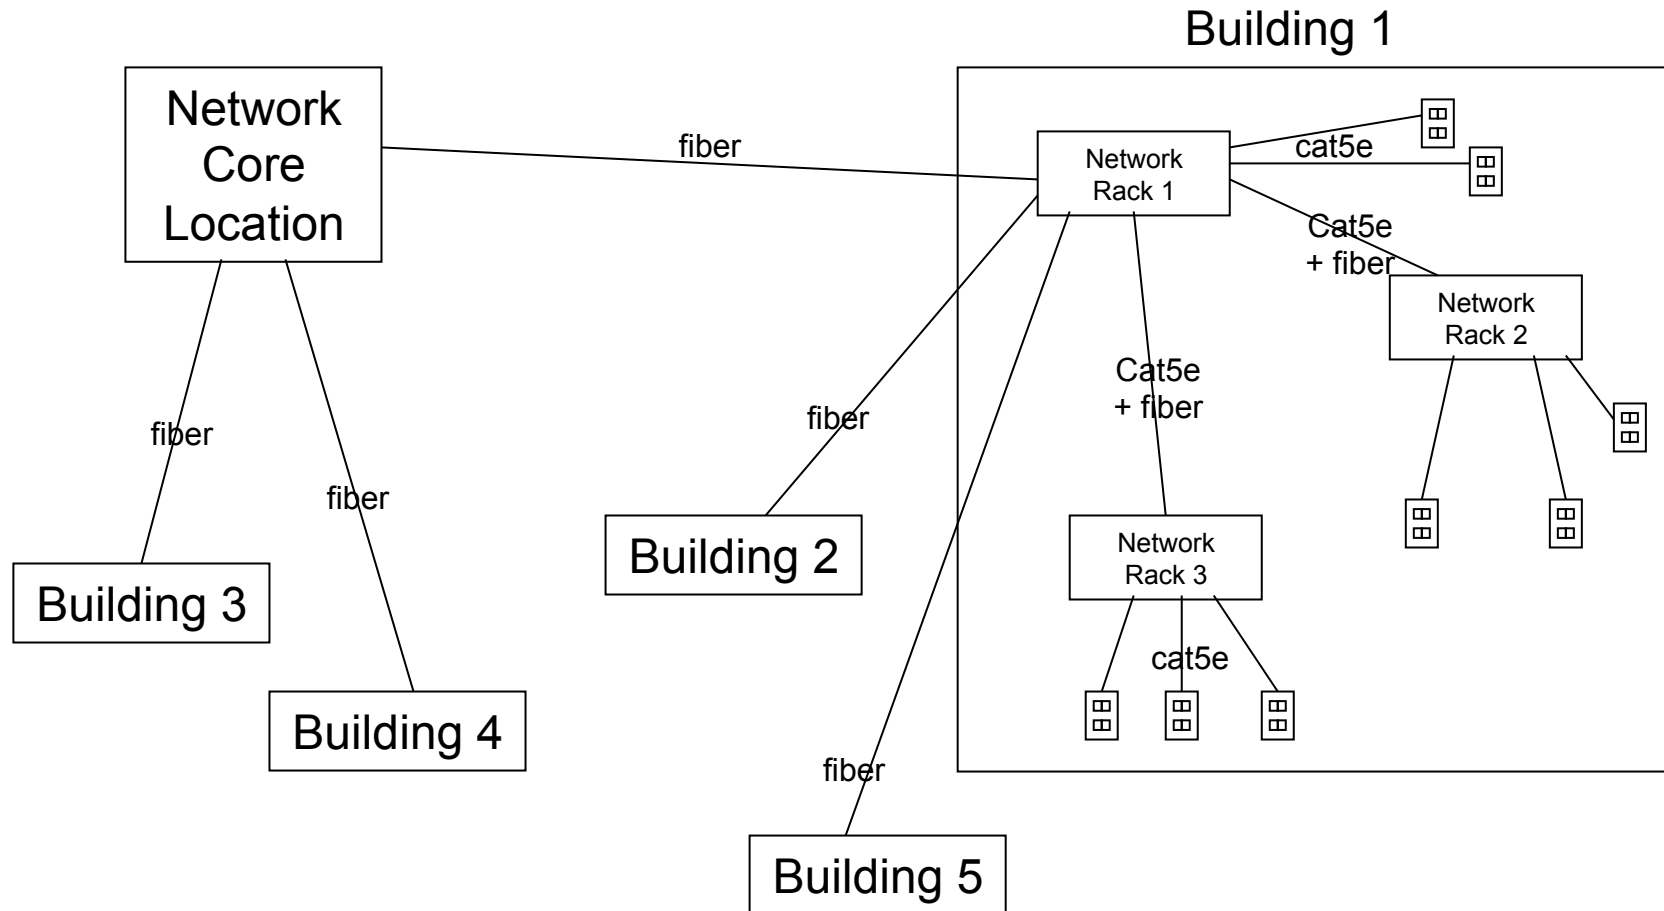 Building 1
Network
Core
Location
fiber
Network
Rack 1
cat5e
Cat5e
+ fiber
Network
Rack 2
Cat5e
+ fiber
fiber
fiber
fiber
Building 2
Network
Rack 3
Building 3
cat5e
Building 4
fiber
Building 5